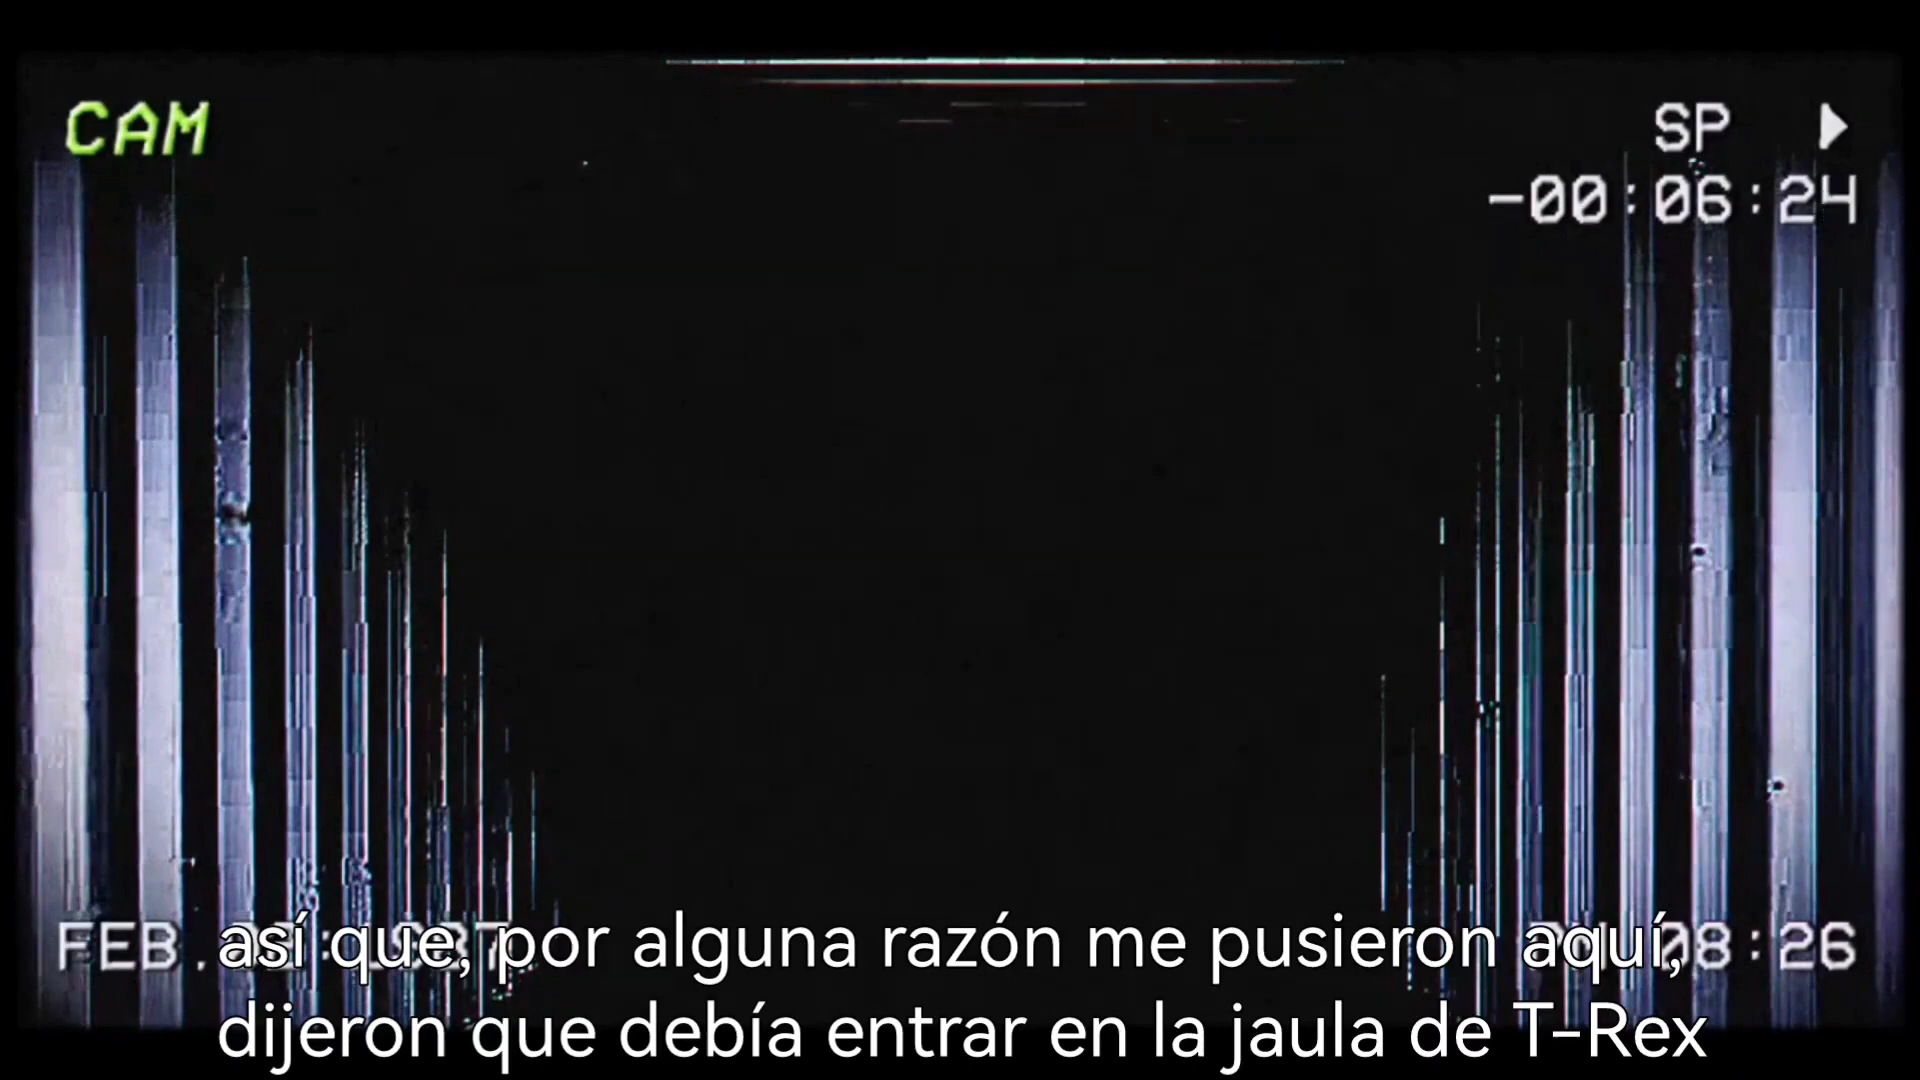 CAM
SP
-00:06:24
FEB.
08:26
así que, por alguna razón me pusieron aquí,
dijeron que debía entrar en la jaula de T-Rex